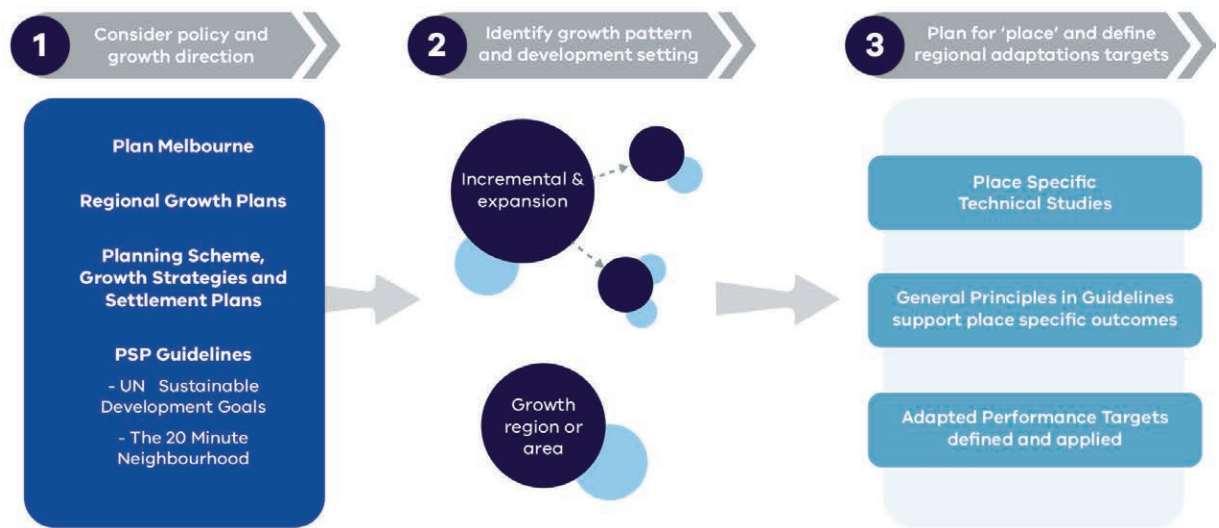 1
Consider policy and
growth direction
Plan Melbourne
Regional Growth Plans
Planning Scheme,
Growth Strategies and
Settlement Plans
PSP Guidelines
- UN Sustainable
Development Goals
- The 20 Minute
Neighbourhood
2
Identify growth pattern
and development setting
Incremental &
expansion
Growth
region or
area
3
Plan for ‘place’ and define
regional adaptations targets
Place Specific
Technical Studies
General Principles in Guidelines
support place specific outcomes
Adapted Performance Targets
defined and applied